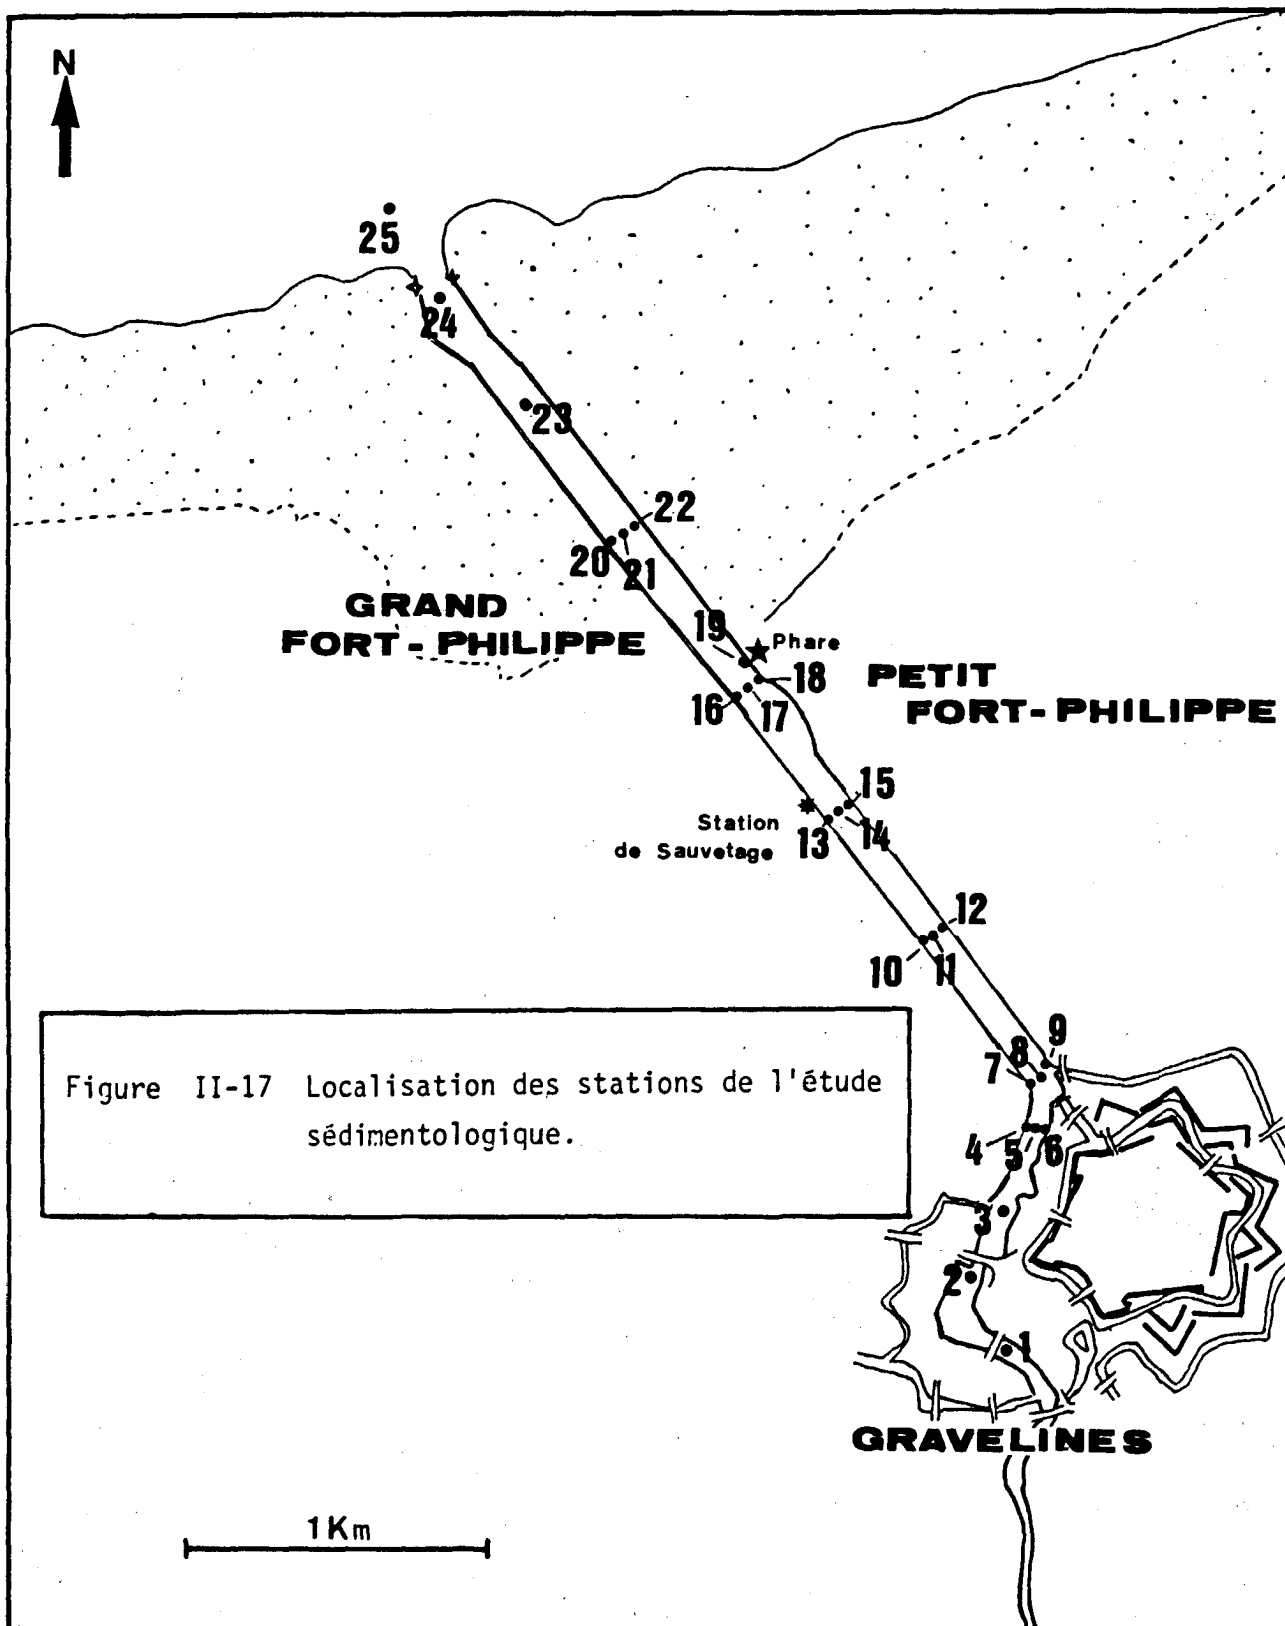 N
25
24
23
22
20
21
GRAND
FORT - PHILIPPE
19
Phare
18
16
17
PETIT
FORT - PHILIPPE
15
Station
de Sauvetage
13
14
12
10
11
9
8
7
Figure II-17 Localisation des stations de l'étude
sédimentologique.
4
5
6
3
2
1
GRAVELINES
1Km